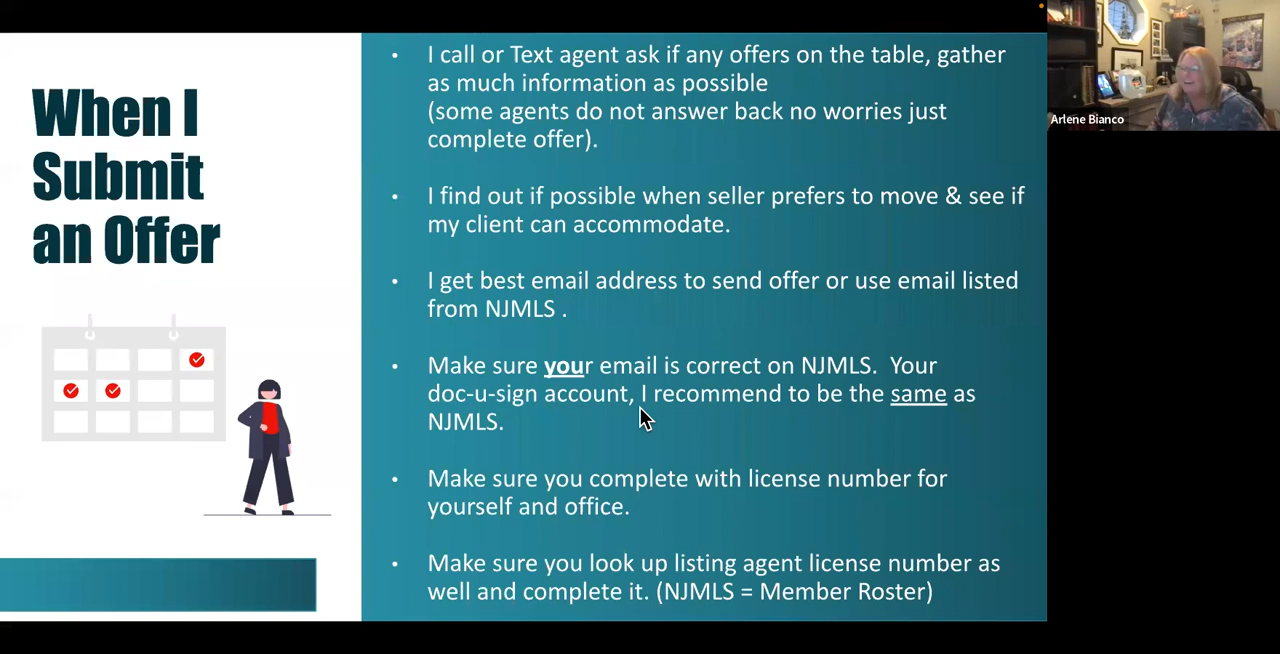 When I
Submit
an Offer
• I call or Text agent ask if any offers on the table, gather
as much information as possible
(some agents do not answer back no worries just
complete offer).
• I find out if possible when seller prefers to move & see if
my client can accommodate.
• I get best email address to send offer or use email listed
from NJMLS .
• Make sure your email is correct on NJMLS.  Your
doc-u-sign account, I recommend to be the same as
NJMLS.
• Make sure you complete with license number for
yourself and office.
• Make sure you look up listing agent license number as
well and complete it. (NJMLS = Member Roster)
Arlene Bianco